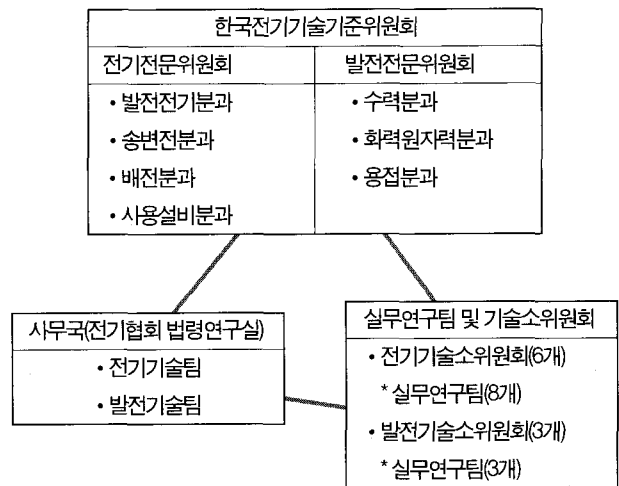 한국전기기술기준위원회
전기전문위원회
• 발전전기분과
• 송변전분과
• 배전분과
• 사용설비분과
발전전문위원회
• 수력분과
• 화력원자력분과
• 용접분과
사무국(전기협회 법령연구실)
• 전기기술팀
• 발전기술팀
실무연구팀 및 기술소위원회
• 전기기술소위원회(6개)
* 실무연구팀(8개)
• 발전기술소위원회(3개)
* 실무연구팀(3개)